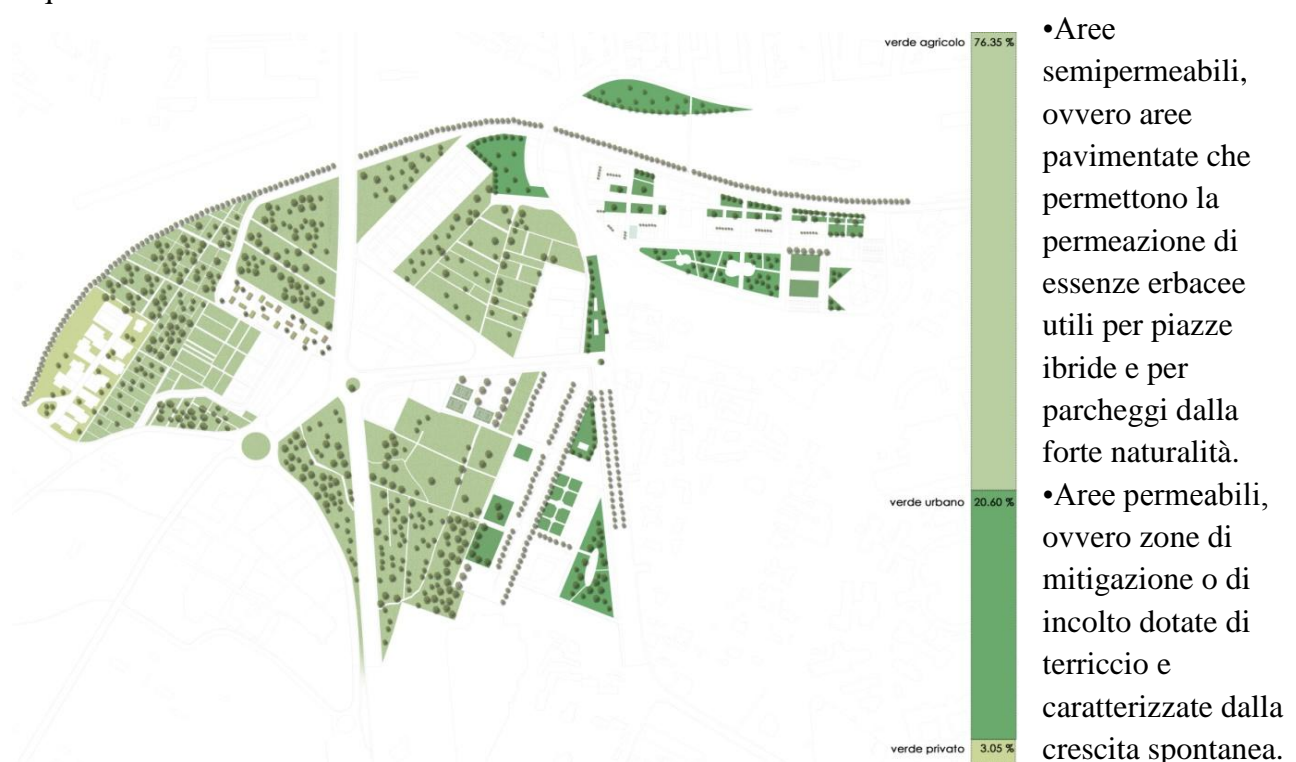 verde agricolo 76.35 %
verde urbano 20.60 %
verde privato 3.05 %
•Aree
semipermeabili,
ovvero aree
pavimentate che
permettono la
permeazione di
essenze erbacee
utili per piazze
ibride e per
parcheggi dalla
forte naturalità.
•Aree permeabili,
ovvero zone di
mitigazione o di
incolto dotate di
terriccio e
caratterizzate dalla
crescita spontanea.